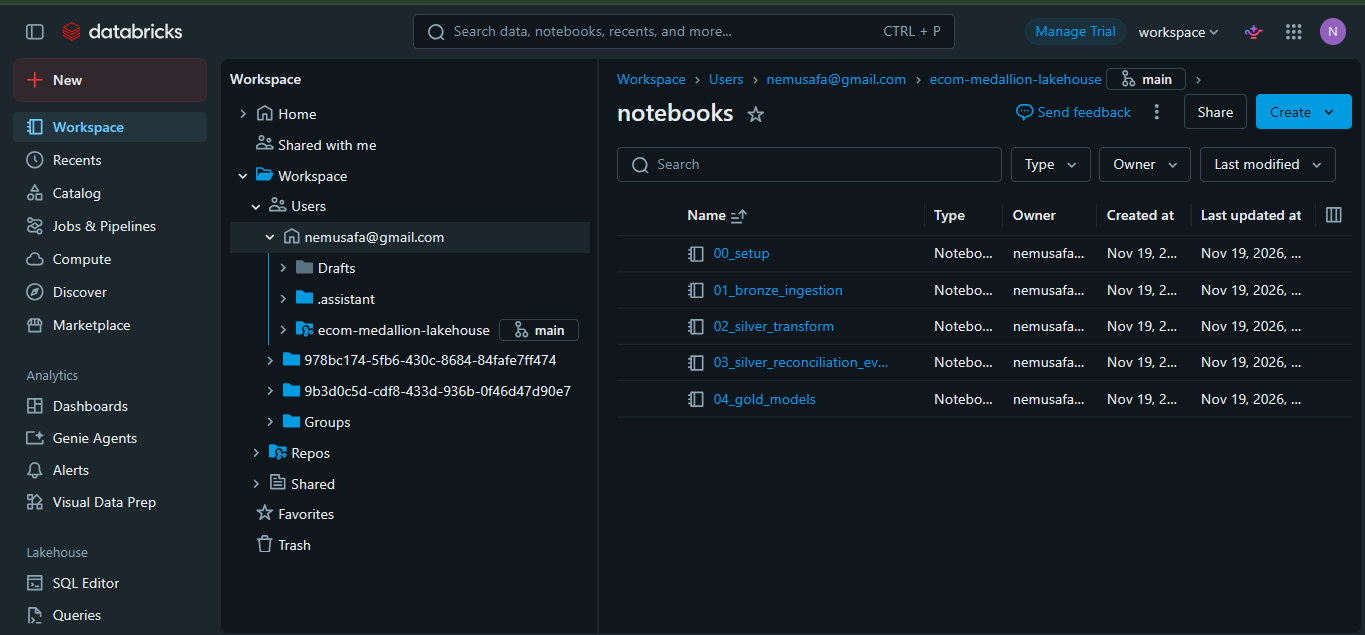 databricks
Search data, notebooks, recents, and more... CTRL + P
Manage Trial
workspace
N
New
Workspace
Recents
Catalog
Jobs & Pipelines
Compute
Discover
Marketplace
Analytics
Dashboards
Genie Agents
Alerts
Visual Data Prep
Lakehouse
SQL Editor
Queries
Workspace
Home
Shared with me
Workspace
Users
nemusafa@gmail.com
Drafts
.assistant
ecom-medallion-lakehouse main
978bc174-5fb6-430c-8684-84fafe7ff474
9b3d0c5d-cdf8-433d-936b-0f46d47d90e7
Groups
Repos
Shared
Favorites
Trash
Workspace > Users > nemusafa@gmail.com > ecom-medallion-lakehouse main >
notebooks
Send feedback
Share
Create
Search
Type
Owner
Last modified
Name Type Owner Created at Last updated at
00_setup Notebo... nemusafa... Nov 19, 2... Nov 19, 2026, ...
01_bronze_ingestion Notebo... nemusafa... Nov 19, 2... Nov 19, 2026, ...
02_silver_transform Notebo... nemusafa... Nov 19, 2... Nov 19, 2026, ...
03_silver_reconciliation_ev... Notebo... nemusafa... Nov 19, 2... Nov 19, 2026, ...
04_gold_models Notebo... nemusafa... Nov 19, 2... Nov 19, 2026, ...